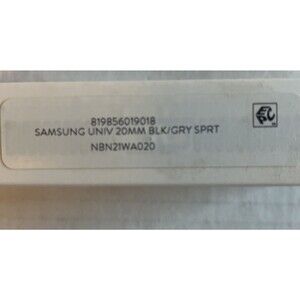 819856019018
SAMSUNG UNIV 20MM BLK/GRY SPRT
NBN21WA020